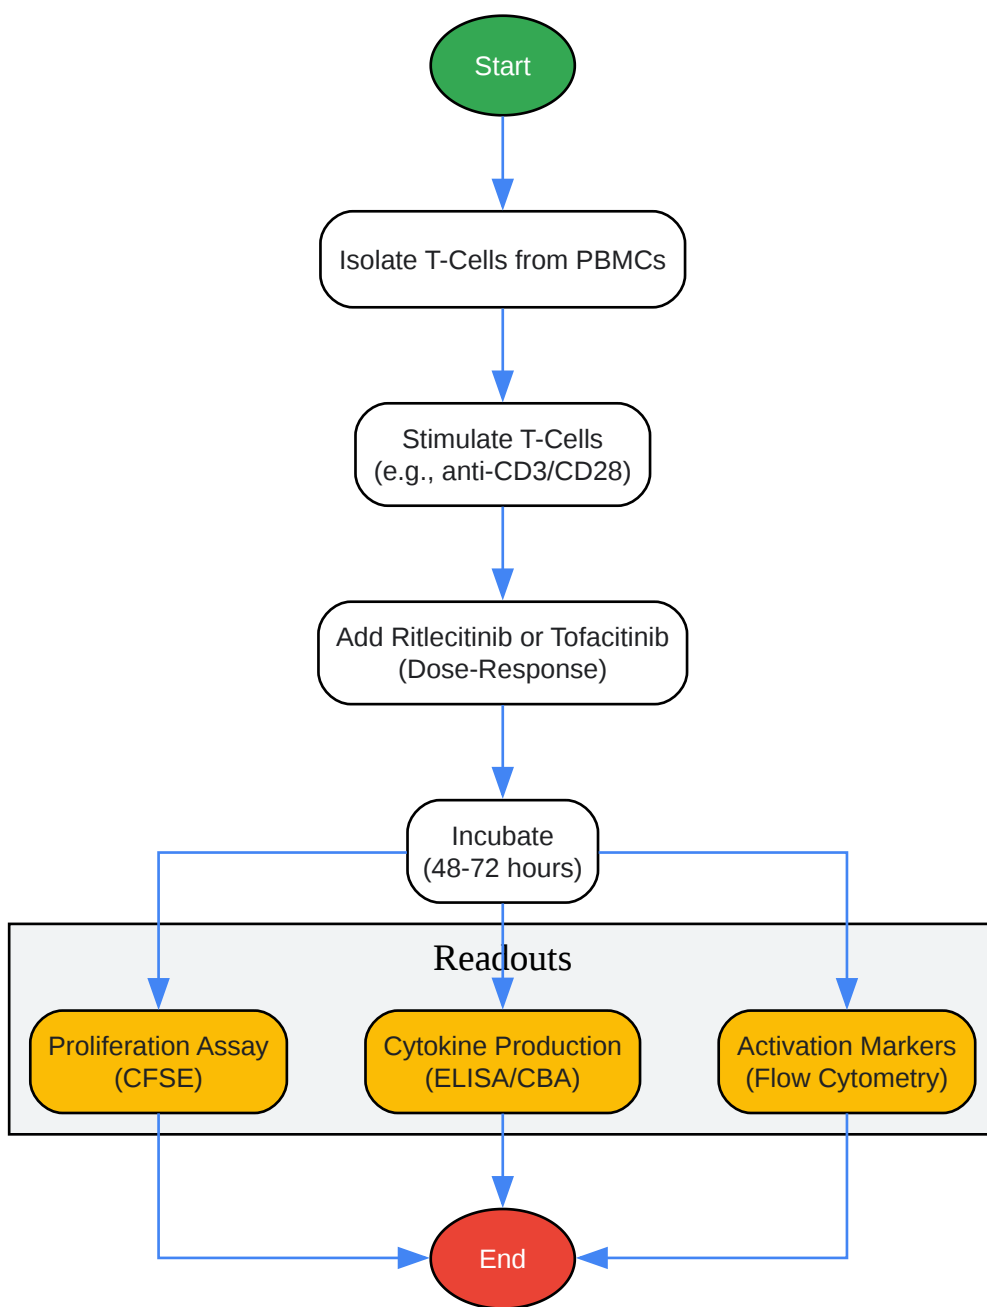 Start
Isolate T-Cells from PBMCs
Stimulate T-Cells
(e.g., anti-CD3/CD28)
Add Ritlecitinib or Tofacitinib
(Dose-Response)
Incubate
(48-72 hours)
Readouts
Proliferation Assay
(CFSE)
Cytokine Production
(ELISA/CBA)
Activation Markers
(Flow Cytometry)
End